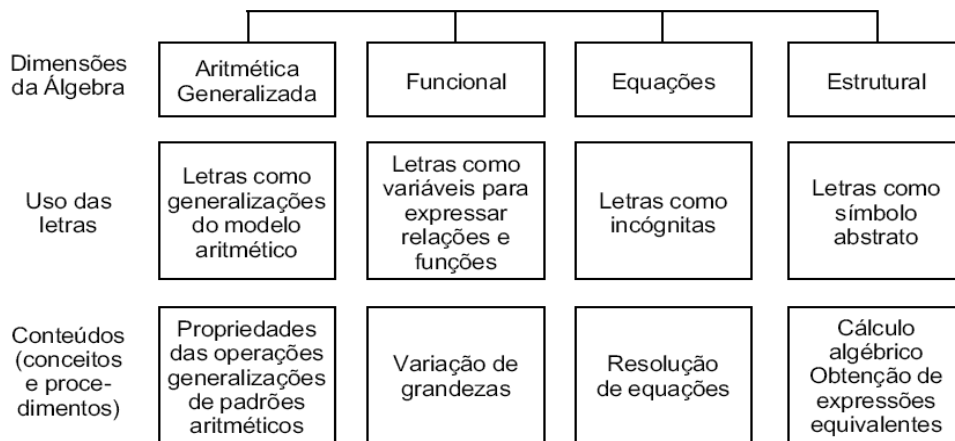 Dimensões
da Álgebra
Aritmética
Generalizada
Funcional
Equações
Estrutural
Uso das
letras
Letras como
generalizações
do modelo
aritmético
Letras como
variáveis para
expressar
relações e
funções
Letras como
incógnitas
Letras como
símbolo
abstrato
Conteúdos
(conceitos
e proce-
dimentos)
Propriedades
das operações
generalizações
de padrões
aritméticos
Variação de
grandezas
Resolução
de equações
Cálculo
algébrico
Obtenção de
expressões
equivalentes